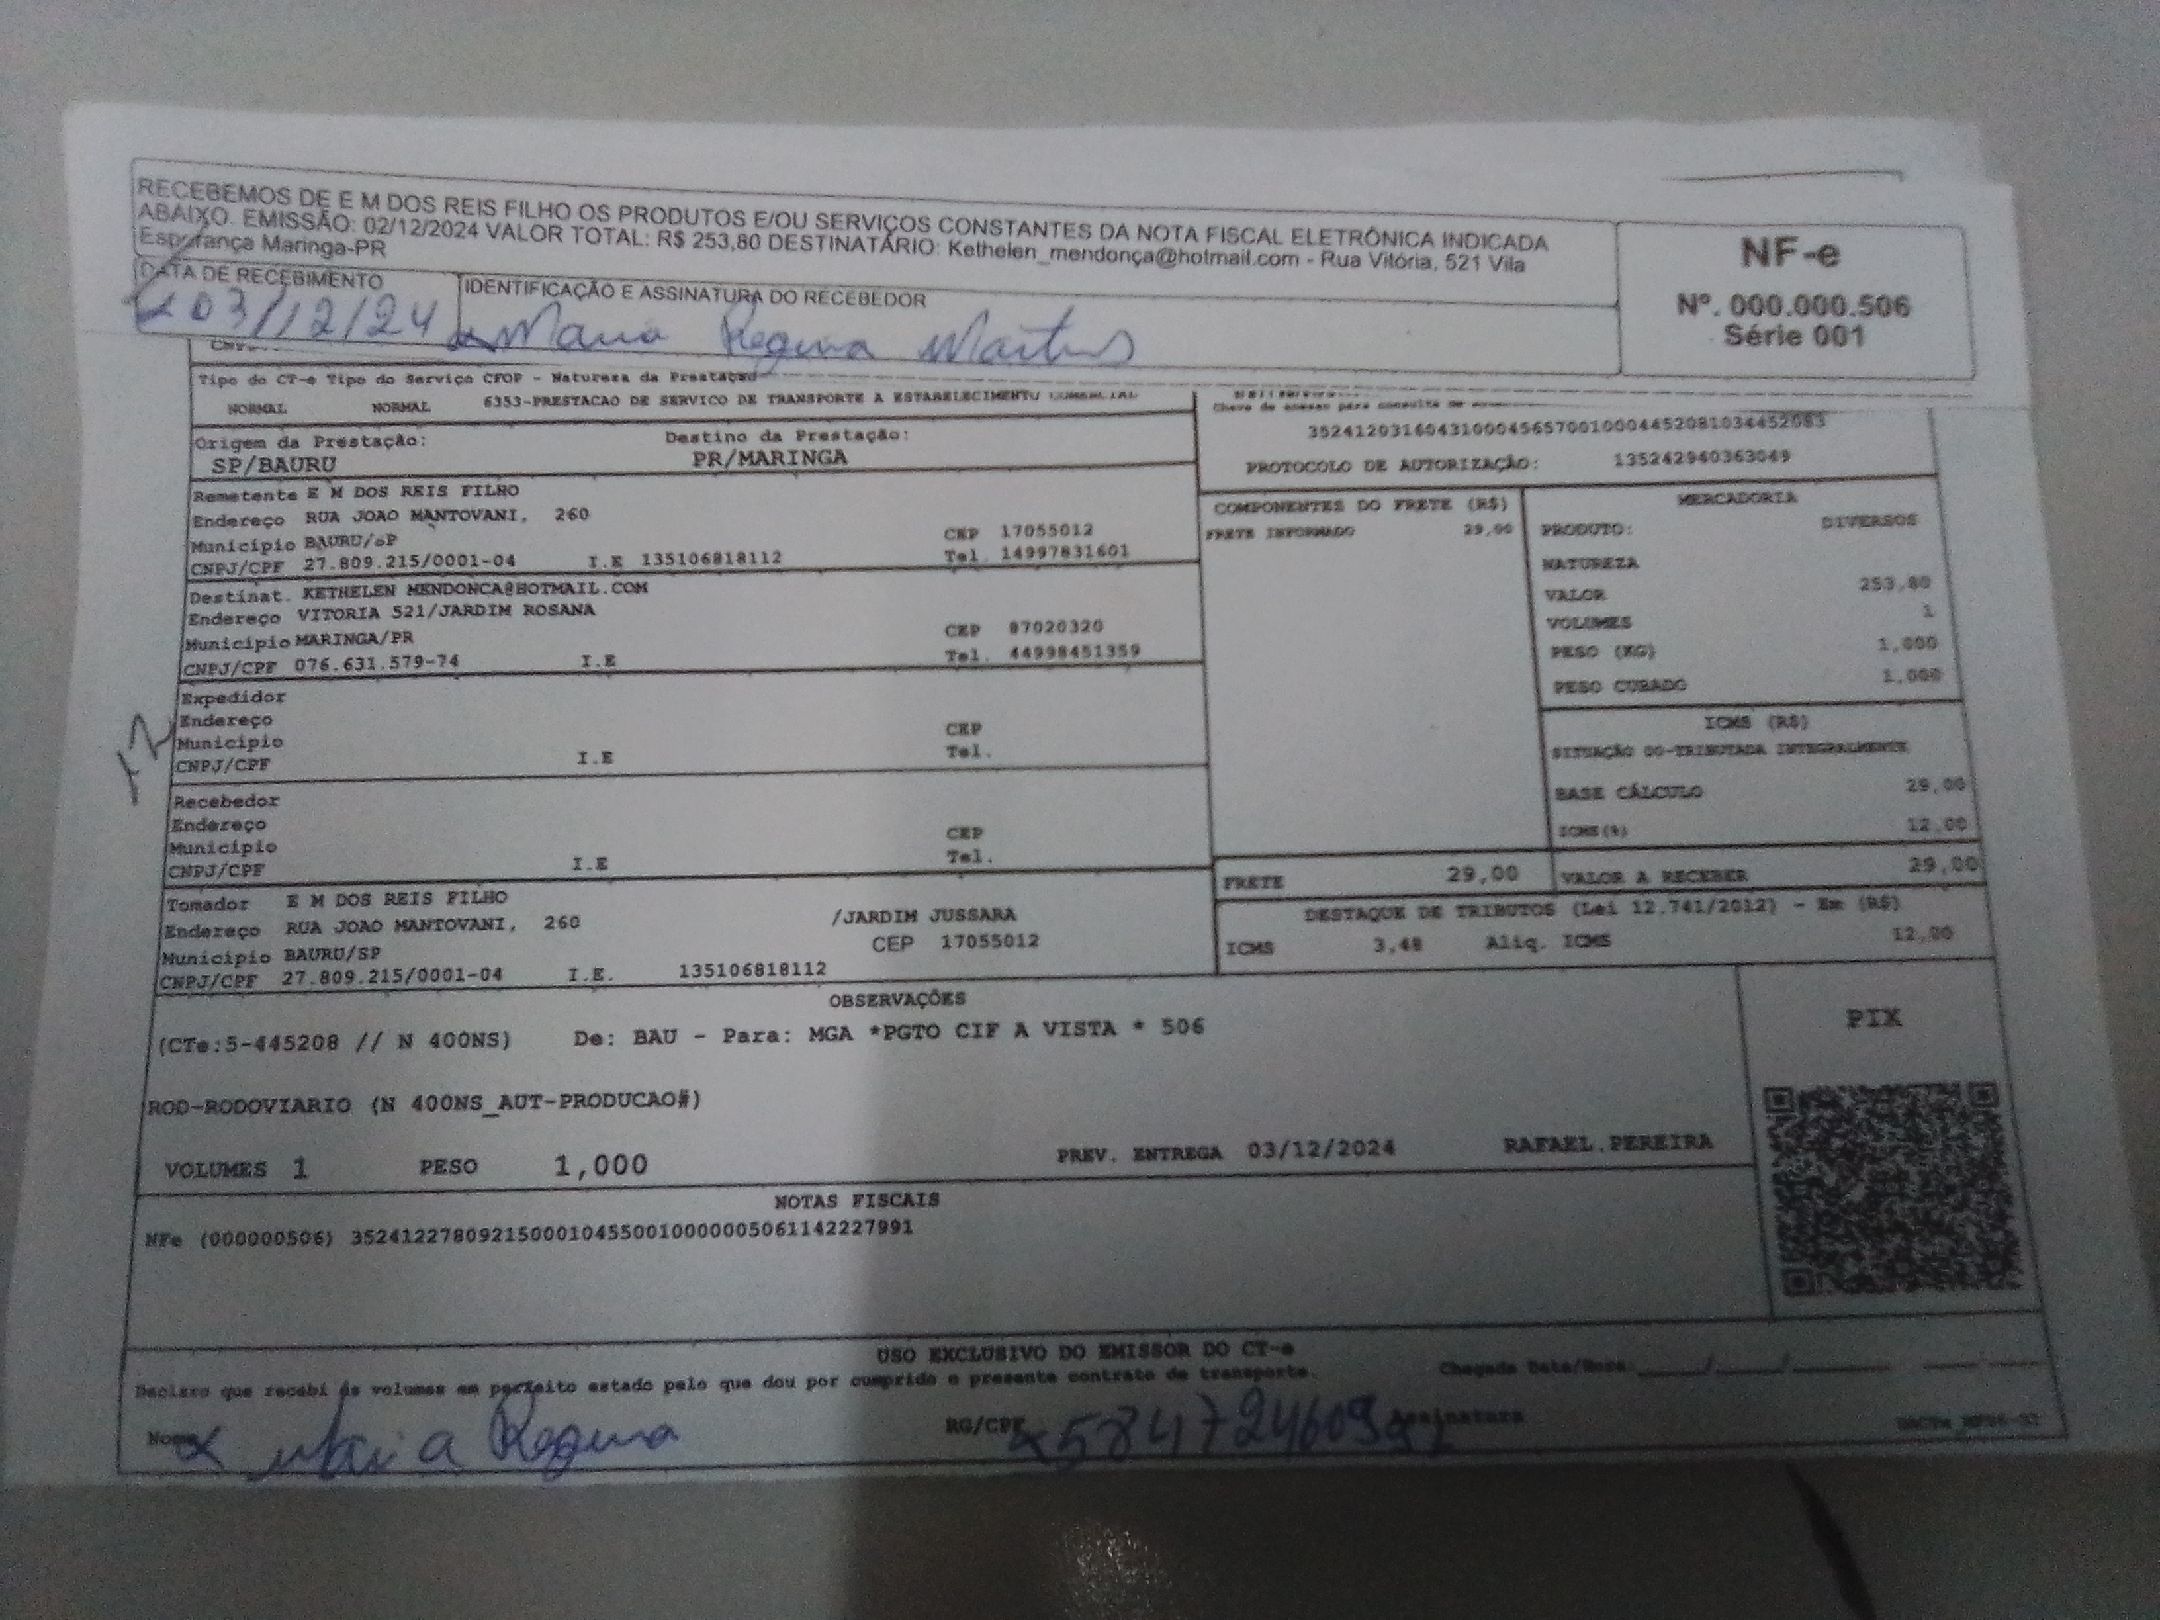 RECEBEMOS DE E M DOS REIS FILHO OS PRODUTOS E/OU SERVIÇOS CONSTANTES DA NOTA FISCAL ELETRÔNICA INDICADA
ABAIXO. EMISSÃO: 02/12/2024 VALOR TOTAL: R$ 253,80 DESTINATÁRIO: Kethelen_mendonça@hotmail.com - Rua Vitória, 521 Vila
Esperança Maringa-PR
NF-e
Nº. 000.000.506
Série 001
DATA DE RECEBIMENTO
IDENTIFICAÇÃO E ASSINATURA DO RECEBEDOR
03/12/24 Maria Regina Martins
Tipo do CT-e Tipo do Serviço CFOP - Natureza da Prestação
NORMAL NORMAL 6353-PRESTACAO DE SERVICO DE TRANSPORTE A ESTABELECIMENTO
Chave de acesso para consulta de
PROTOCOLO DE AUTORIZAÇÃO: 135242940363049
Origem da Prestação: Destino da Prestação:
SP/BAURU PR/MARINGA
Remetente E M DOS REIS FILHO
Endereço RUA JOAO MANTOVANI, 260
Município BAURU/SP CEP 17055012
CNPJ/CPF 27.809.215/0001-04 I.E 135106818112 Tel. 14997831601
Destinat. KETHELEN MENDONCA@HOTMAIL.COM
Endereço VITORIA 521/JARDIM ROSANA
Município MARINGA/PR CEP 87020320
CNPJ/CPF 076.631.579-74 I.E Tel. 44998451359
Expedidor
Endereço
Município CEP
CNPJ/CPF I.E Tel.
Recebedor
Endereço
Município CEP
CNPJ/CPF I.E Tel.
Tomador E M DOS REIS FILHO
Endereço RUA JOAO MANTOVANI, 260 /JARDIM JUSSARA
Município BAURU/SP CEP 17055012
CNPJ/CPF 27.809.215/0001-04 I.E. 135106818112
COMPONENTES DO FRETE (R$)
FRETE INFORMADO 29,00
MERCADORIA
PRODUTO: DIVERSOS
NATUREZA
VALOR 253,80
VOLUMES 1
PESO (KG) 1,000
PESO CUBADO 1,000
ICMS (R$)
SITUAÇÃO 00-TRIBUTADA INTEGRALMENTE
BASE CÁLCULO 29,00
ICMS(%) 12,00
FRETE 29,00 VALOR A RECEBER 29,00
DESTAQUE DE TRIBUTOS (Lei 12.741/2012) - Em (R$)
ICMS 3,48 Aliq. ICMS 12,00
OBSERVAÇÕES
(CTe:5-445208 // N 400NS) De: BAU - Para: MGA *PGTO CIF A VISTA * 506
ROD-RODOVIARIO (N 400NS_AUT-PRODUCAO#)
VOLUMES 1 PESO 1,000 PREV. ENTREGA 03/12/2024 RAFAEL.PEREIRA
PIX
NOTAS FISCAIS
NFe (000000506) 35241227809215000104550010000005061142227991
USO EXCLUSIVO DO EMISSOR DO CT-e
Declaro que recebi os volumes em perfeito estado pelo que dou por cumprido o presente contrato de transporte. Chegada Data/Hora:
Nome Maria Regina RG/CPF Assinatura